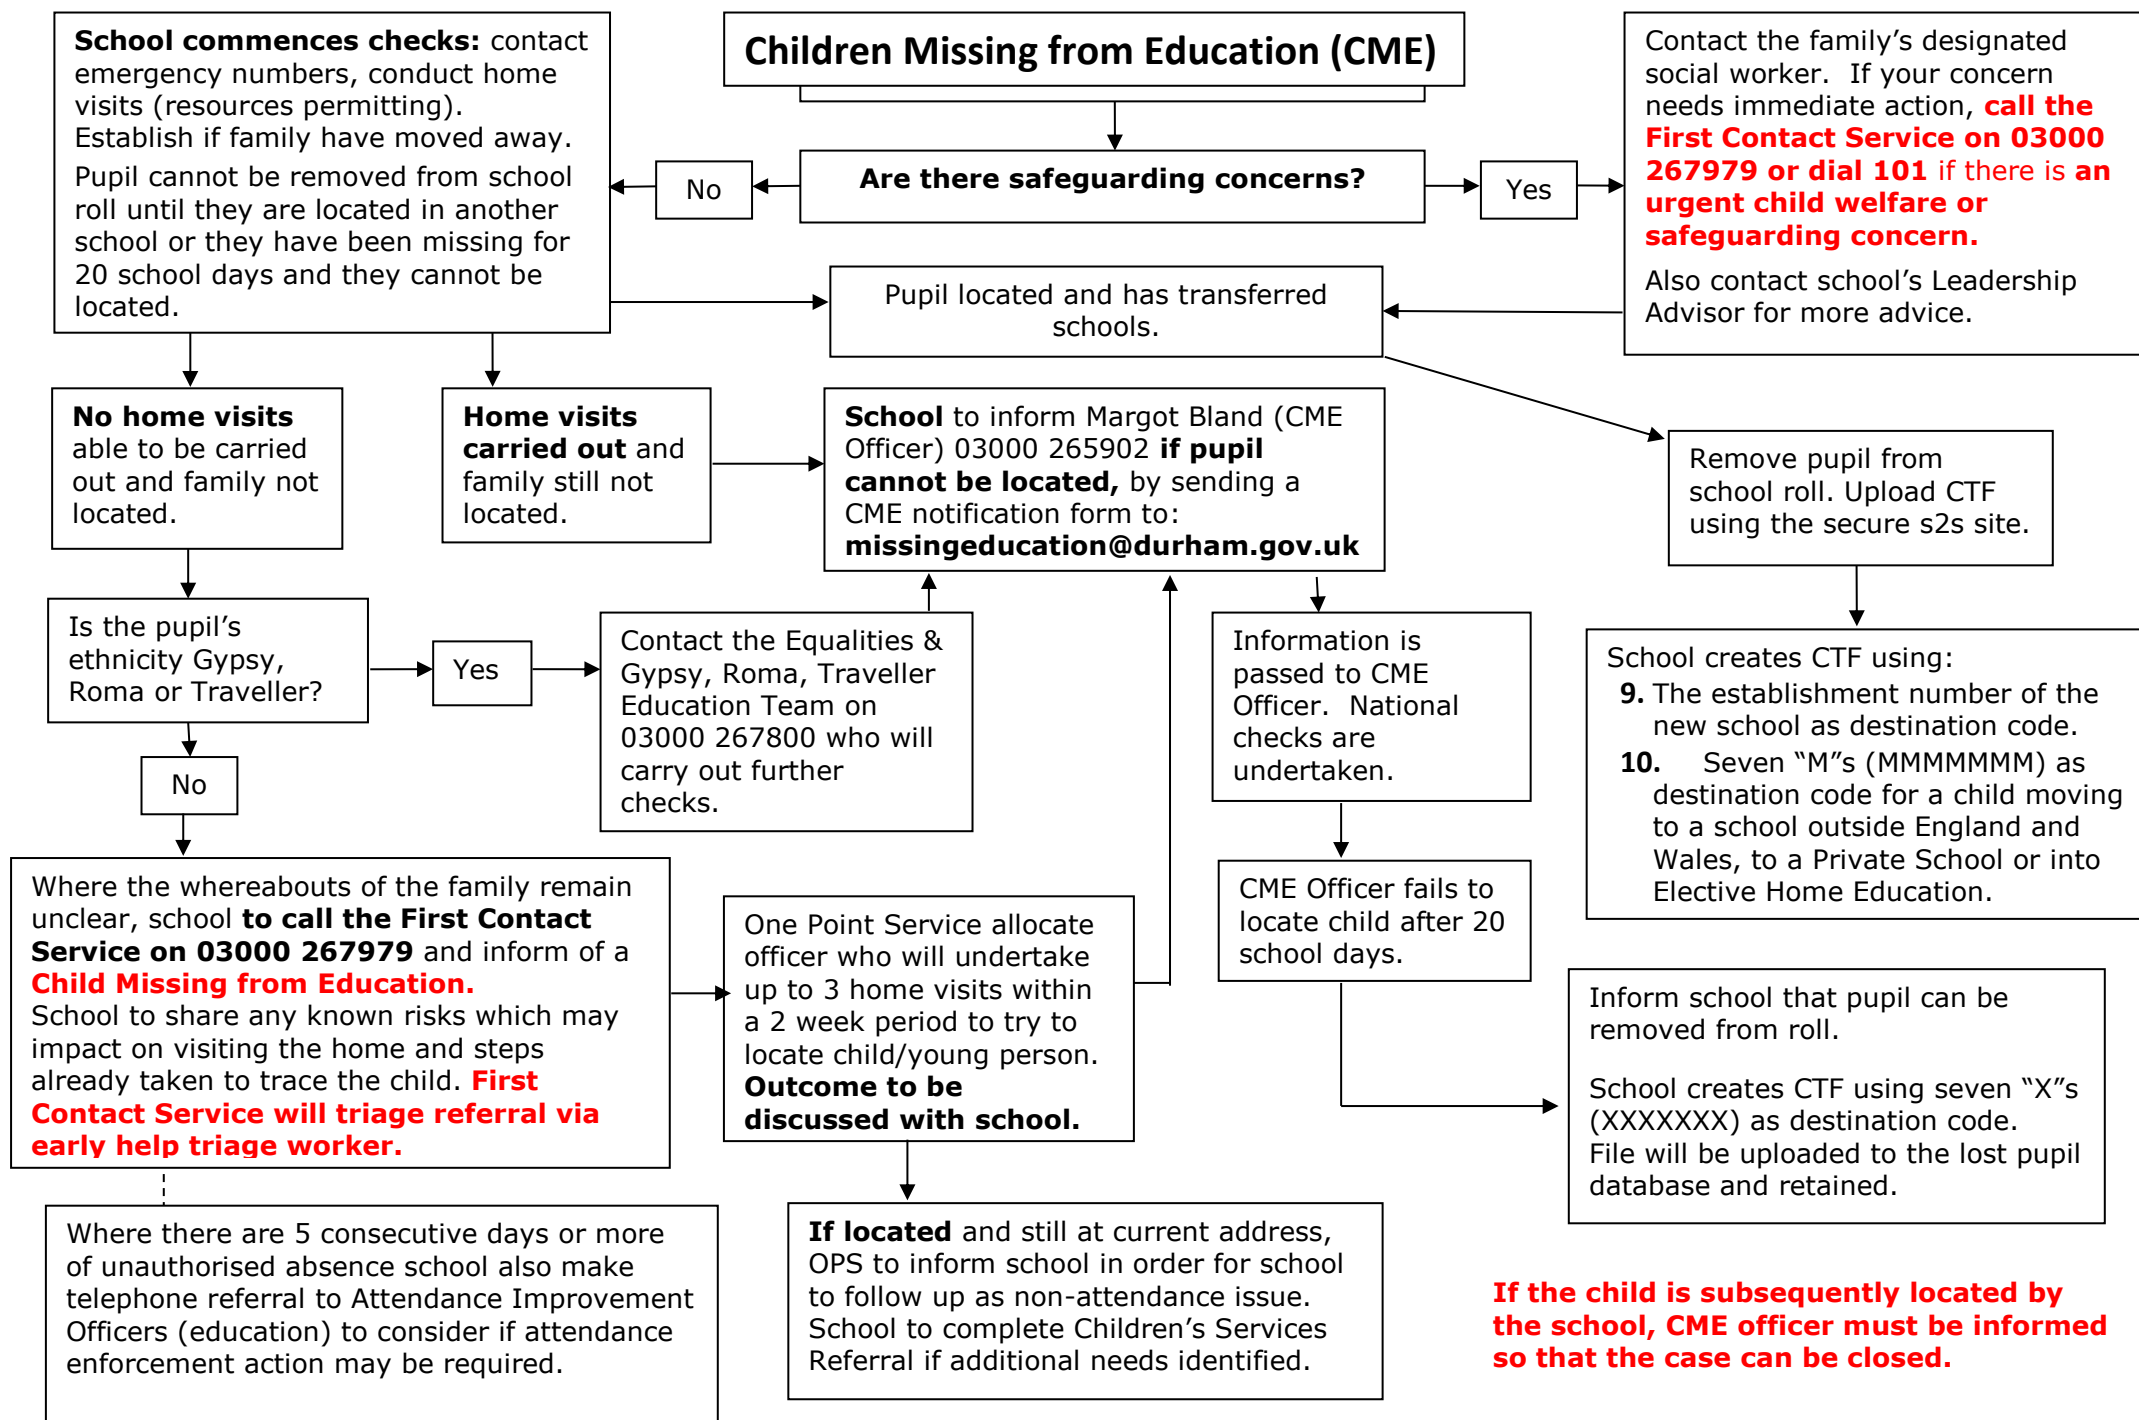 Children Missing from Education (CME)
School commences checks: contact
emergency numbers, conduct home
visits (resources permitting).
Establish if family have moved away.
Pupil cannot be removed from school
roll until they are located in another
school or they have been missing for
20 school days and they cannot be
located.
No
Are there safeguarding concerns?
Yes
Contact the family’s designated
social worker.  If your concern
needs immediate action, call the
First Contact Service on 03000
267979 or dial 101 if there is an
urgent child welfare or
safeguarding concern.
Also contact school’s Leadership
Advisor for more advice.
Pupil located and has transferred
schools.
No home visits
able to be carried
out and family not
located.
Home visits
carried out and
family still not
located.
School to inform Margot Bland (CME
Officer) 03000 265902 if pupil
cannot be located, by sending a
CME notification form to:
missingeducation@durham.gov.uk
Remove pupil from
school roll. Upload CTF
using the secure s2s site.
Is the pupil’s
ethnicity Gypsy,
Roma or Traveller?
Yes
Contact the Equalities &
Gypsy, Roma, Traveller
Education Team on
03000 267800 who will
carry out further
checks.
Information is
passed to CME
Officer.  National
checks are
undertaken.
School creates CTF using:
9. The establishment number of the
new school as destination code.
10. Seven “M”s (MMMMMMM) as
destination code for a child moving
to a school outside England and
Wales, to a Private School or into
Elective Home Education.
No
Where the whereabouts of the family remain
unclear, school to call the First Contact
Service on 03000 267979 and inform of a
Child Missing from Education.
School to share any known risks which may
impact on visiting the home and steps
already taken to trace the child. First
Contact Service will triage referral via
early help triage worker.
One Point Service allocate
officer who will undertake
up to 3 home visits within
a 2 week period to try to
locate child/young person.
Outcome to be
discussed with school.
CME Officer fails to
locate child after 20
school days.
Inform school that pupil can be
removed from roll.
School creates CTF using seven “X”s
(XXXXXXX) as destination code.
File will be uploaded to the lost pupil
database and retained.
Where there are 5 consecutive days or more
of unauthorised absence school also make
telephone referral to Attendance Improvement
Officers (education) to consider if attendance
enforcement action may be required.
If located and still at current address,
OPS to inform school in order for school
to follow up as non-attendance issue.
School to complete Children’s Services
Referral if additional needs identified.
If the child is subsequently located by
the school, CME officer must be informed
so that the case can be closed.